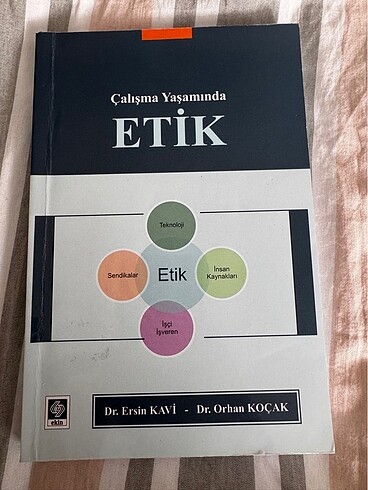 Çalışma Yaşamında
ETİK
Teknoloji
Sendikalar
Etik
İnsan
Kaynakları
İşçi
İşveren
Dr. Ersin KAVİ - Dr. Orhan KOÇAK
ekin